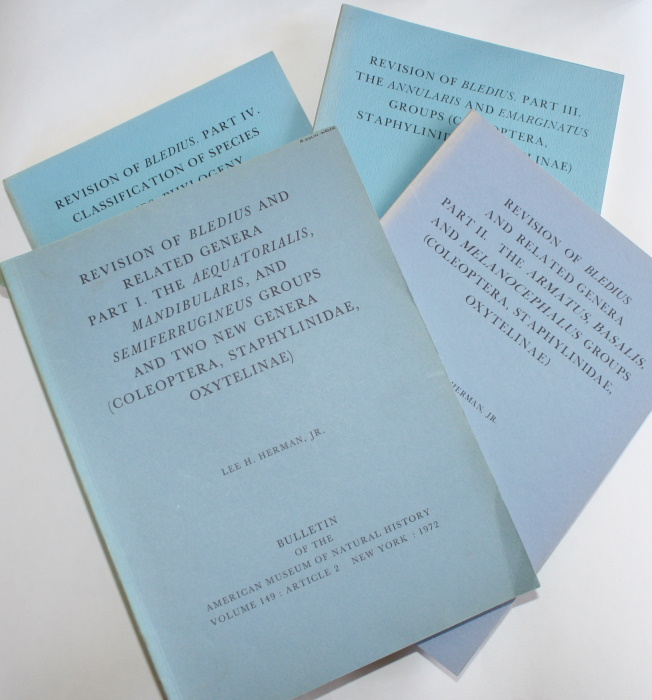 REVISION OF BLEDIUS. PART IV.
CLASSIFICATION OF SPECIES
PHYLOGENY
REVISION OF BLEDIUS. PART III.
THE ANNULARIS AND EMARGINATUS
GROUPS
REVISION OF BLEDIUS AND
RELATED GENERA
PART I. THE AEQUATORIALIS,
MANDIBULARIS, AND
SEMIFERRUGINEUS GROUPS
AND TWO NEW GENERA
(COLEOPTERA, STAPHYLINIDAE,
OXYTELINAE)
LEE H. HERMAN, JR.
BULLETIN
OF THE
AMERICAN MUSEUM OF NATURAL HISTORY
VOLUME 149 : ARTICLE 2 NEW YORK : 1972
REVISION OF BLEDIUS
AND RELATED GENERA
PART II. THE ARMATUS, BASALIS,
AND MELANOCEPHALUS GROUPS
(COLEOPTERA, STAPHYLINIDAE,
OXYTELINAE)
HERMAN, JR.